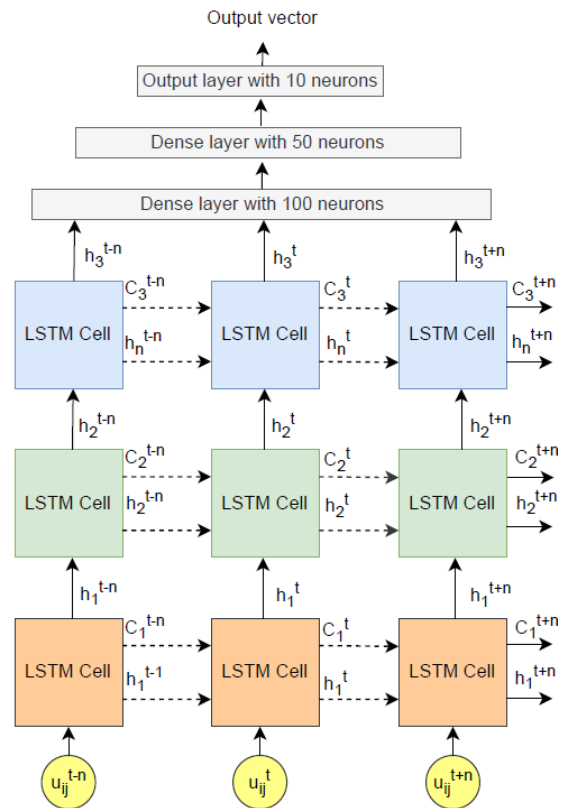 Output vector
Output layer with 10 neurons
Dense layer with 50 neurons
Dense layer with 100 neurons
h₃ᵗ⁻ⁿ h₃ᵗ h₃ᵗ⁺ⁿ
C₃ᵗ⁻ⁿ C₃ᵗ C₃ᵗ⁺ⁿ
LSTM Cell LSTM Cell LSTM Cell
hₙᵗ⁻ⁿ hₙᵗ hₙᵗ⁺ⁿ
h₂ᵗ⁻ⁿ h₂ᵗ h₂ᵗ⁺ⁿ
C₂ᵗ⁻ⁿ C₂ᵗ C₂ᵗ⁺ⁿ
LSTM Cell LSTM Cell LSTM Cell
h₂ᵗ⁻ⁿ h₂ᵗ h₂ᵗ⁺ⁿ
h₁ᵗ⁻ⁿ h₁ᵗ h₁ᵗ⁺ⁿ
C₁ᵗ⁻ⁿ C₁ᵗ C₁ᵗ⁺ⁿ
LSTM Cell LSTM Cell LSTM Cell
h₁ᵗ⁻¹ h₁ᵗ h₁ᵗ⁺ⁿ
uᵢⱼᵗ⁻ⁿ uᵢⱼᵗ uᵢⱼᵗ⁺ⁿ